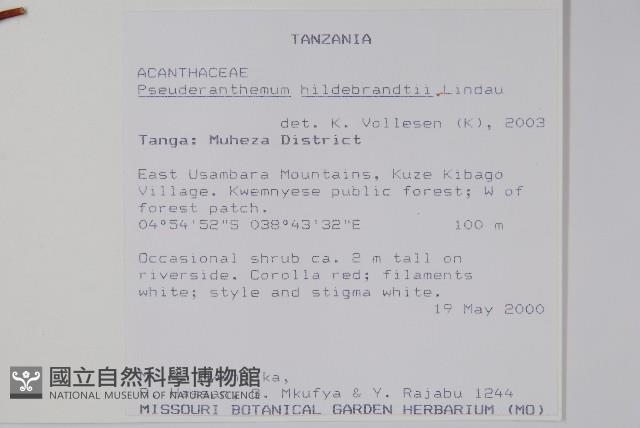 TANZANIA
ACANTHACEAE
Pseuderanthemum hildebrandtii Lindau
det. K. Vollesen (K), 2003
Tanga: Muheza District
East Usambara Mountains, Kuze Kibago
Village. Kwemnyese public forest; W of
forest patch.
04°54'52"S 038°43'32"E 100 m
Occasional shrub ca. 2 m tall on
riverside. Corolla red; filaments
white; style and stigma white.
19 May 2000
ka,
Mkufya & Y. Rajabu 1244
MISSOURI BOTANICAL GARDEN HERBARIUM (MO)
國立自然科學博物館
NATIONAL MUSEUM OF NATURAL SCIENCE